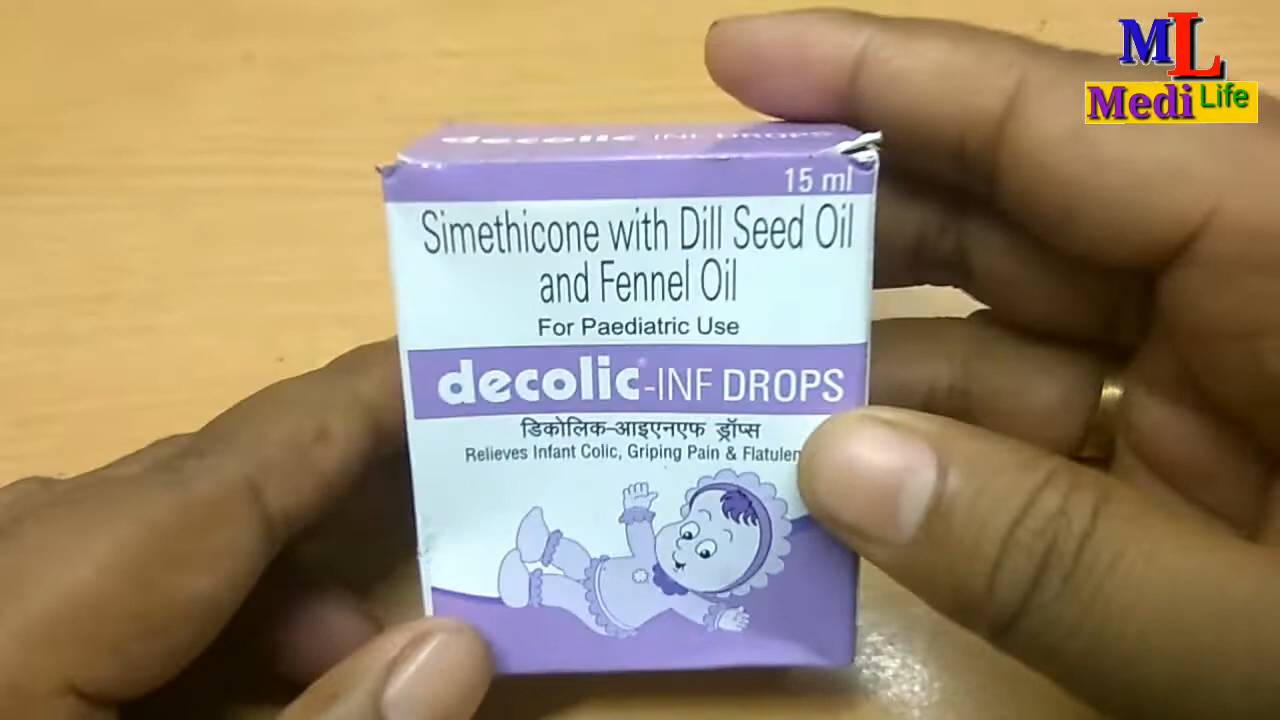 ML
Medi Life
decolic INF DROPS
15 ml
Simethicone with Dill Seed Oil
and Fennel Oil
For Paediatric Use
decolic®-INF DROPS
डिकोलिक-आइएनएफ ड्रॉप्स
Relieves Infant Colic, Griping Pain &